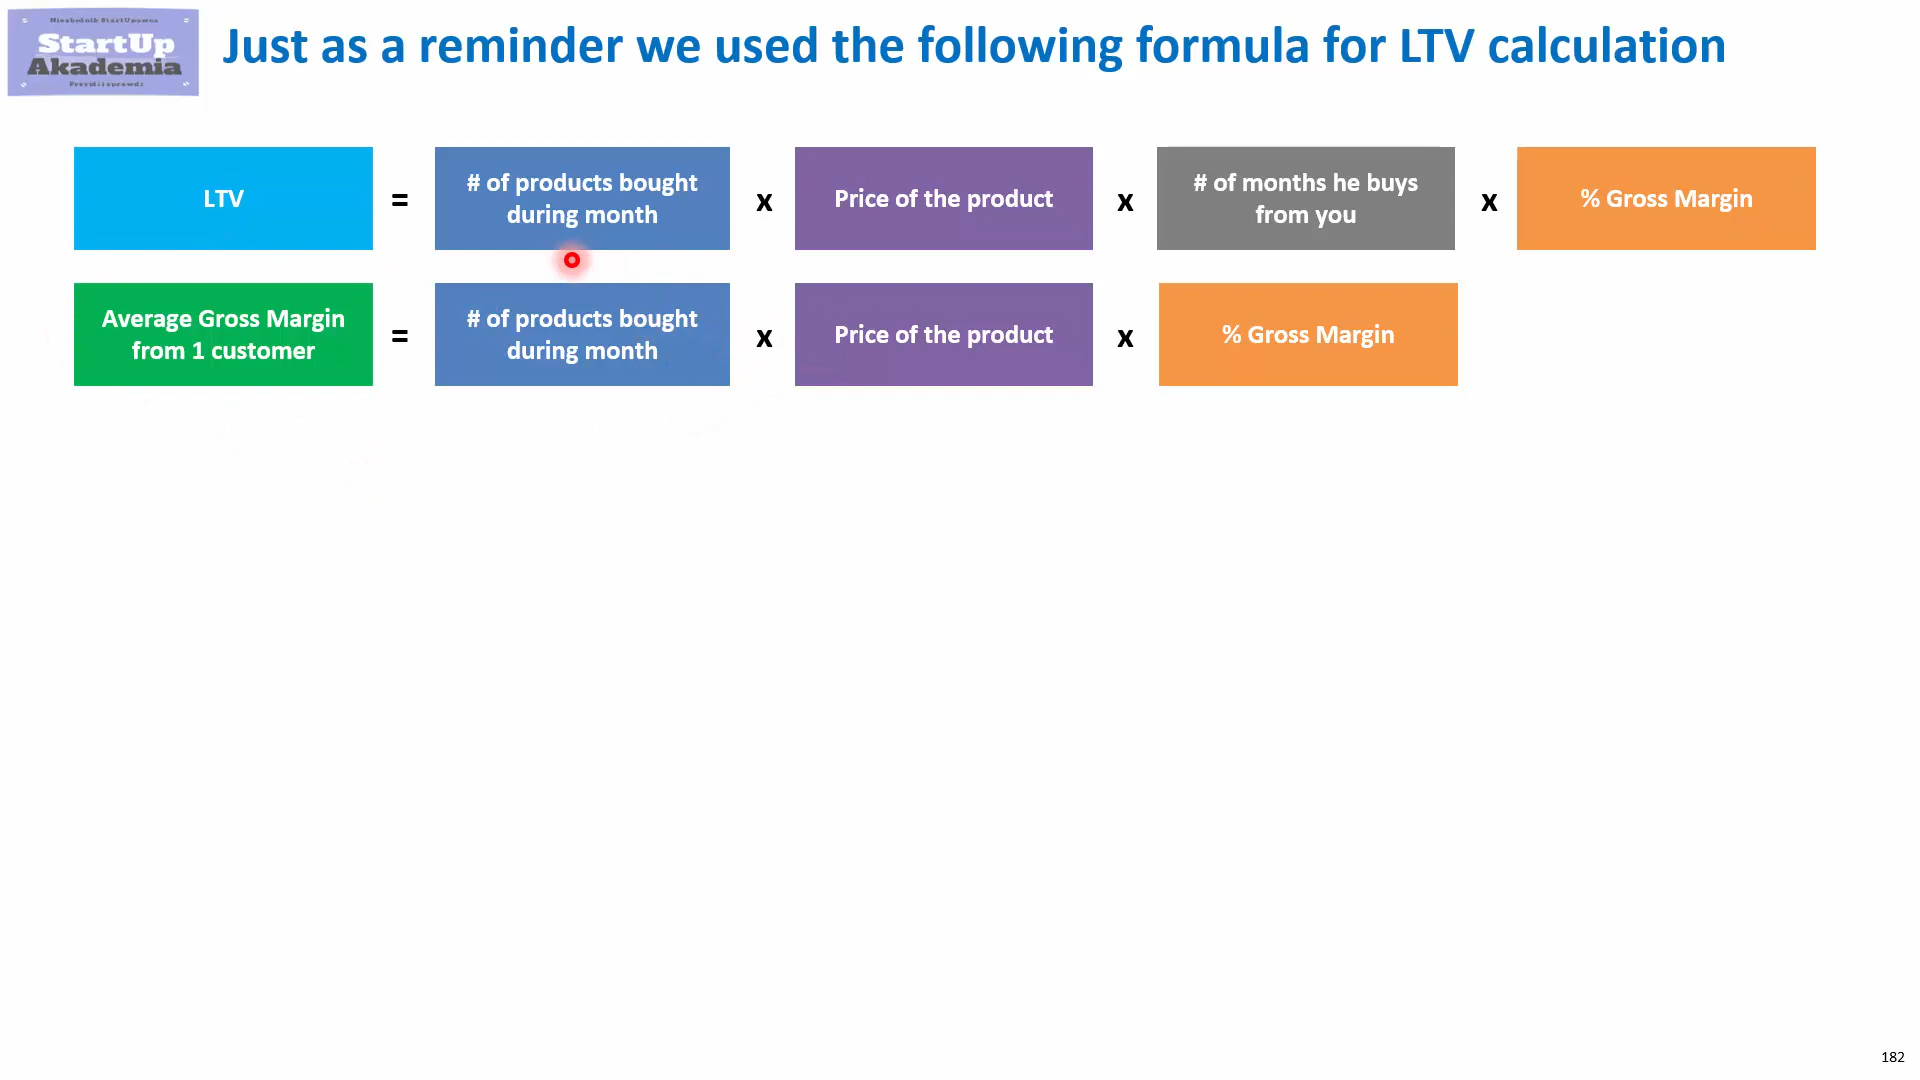 Niezbędnik StartUpowca
StartUp
Akademia
Just as a reminder we used the following formula for LTV calculation
LTV = # of products bought during month x Price of the product x # of months he buys from you x % Gross Margin
Average Gross Margin from 1 customer = # of products bought during month x Price of the product x % Gross Margin
182